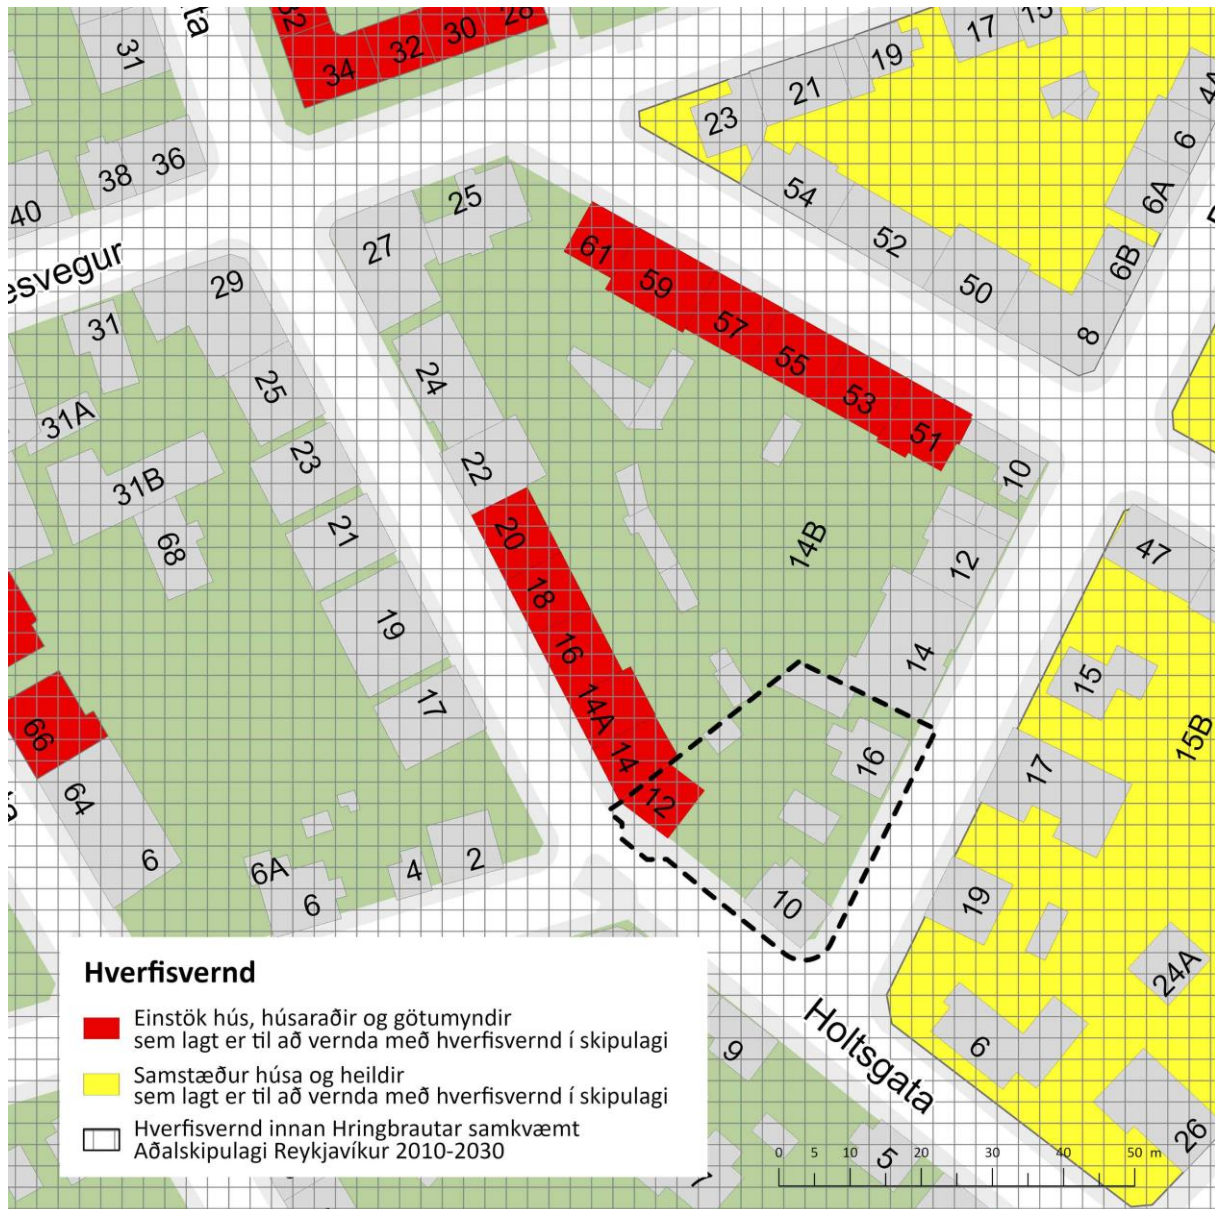 ta
32
28
30
32
34
31
38
36
40
17
15
19
21
23
4A
6
6A
6B
54
52
50
8
25
27
esvegur
29
31
31A
31B
68
25
23
21
19
17
24
22
61
59
57
55
53
51
10
12
14
14B
20
18
16
14A
14
12
16
10
47
15
15B
17
19
24A
6
26
66
64
6
6A
6
4
2
9
5
Holtsgata
Hverfisvernd
Einstök hús, húsaraðir og götumyndir
sem lagt er til að vernda með hverfisvernd í skipulagi
Samstæður húsa og heildir
sem lagt er til að vernda með hverfisvernd í skipulagi
Hverfisvernd innan Hringbrautar samkvæmt
Aðalskipulagi Reykjavíkur 2010-2030
0 5 10 20 30 40 50 m